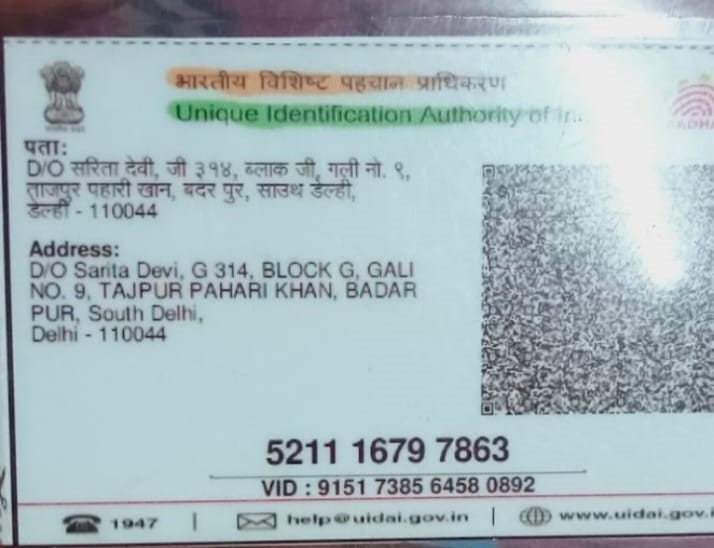 भारतीय विशिष्ट पहचान प्राधिकरण
Unique Identification Authority of
पता:
D/O सरिता देवी, जी ३१४, ब्लाक जी, गली नो. ९,
ताजपुर पहारी खान, बदर पुर, साउथ डेल्ही,
डेल्ही - 110044
Address:
D/O Sarita Devi, G 314, BLOCK G, GALI
NO. 9, TAJPUR PAHARI KHAN, BADAR
PUR, South Delhi,
Delhi - 110044
5211 1679 7863
VID : 9151 7385 6458 0892
1947 | help@uidai.gov.in | www.uidai.gov.i